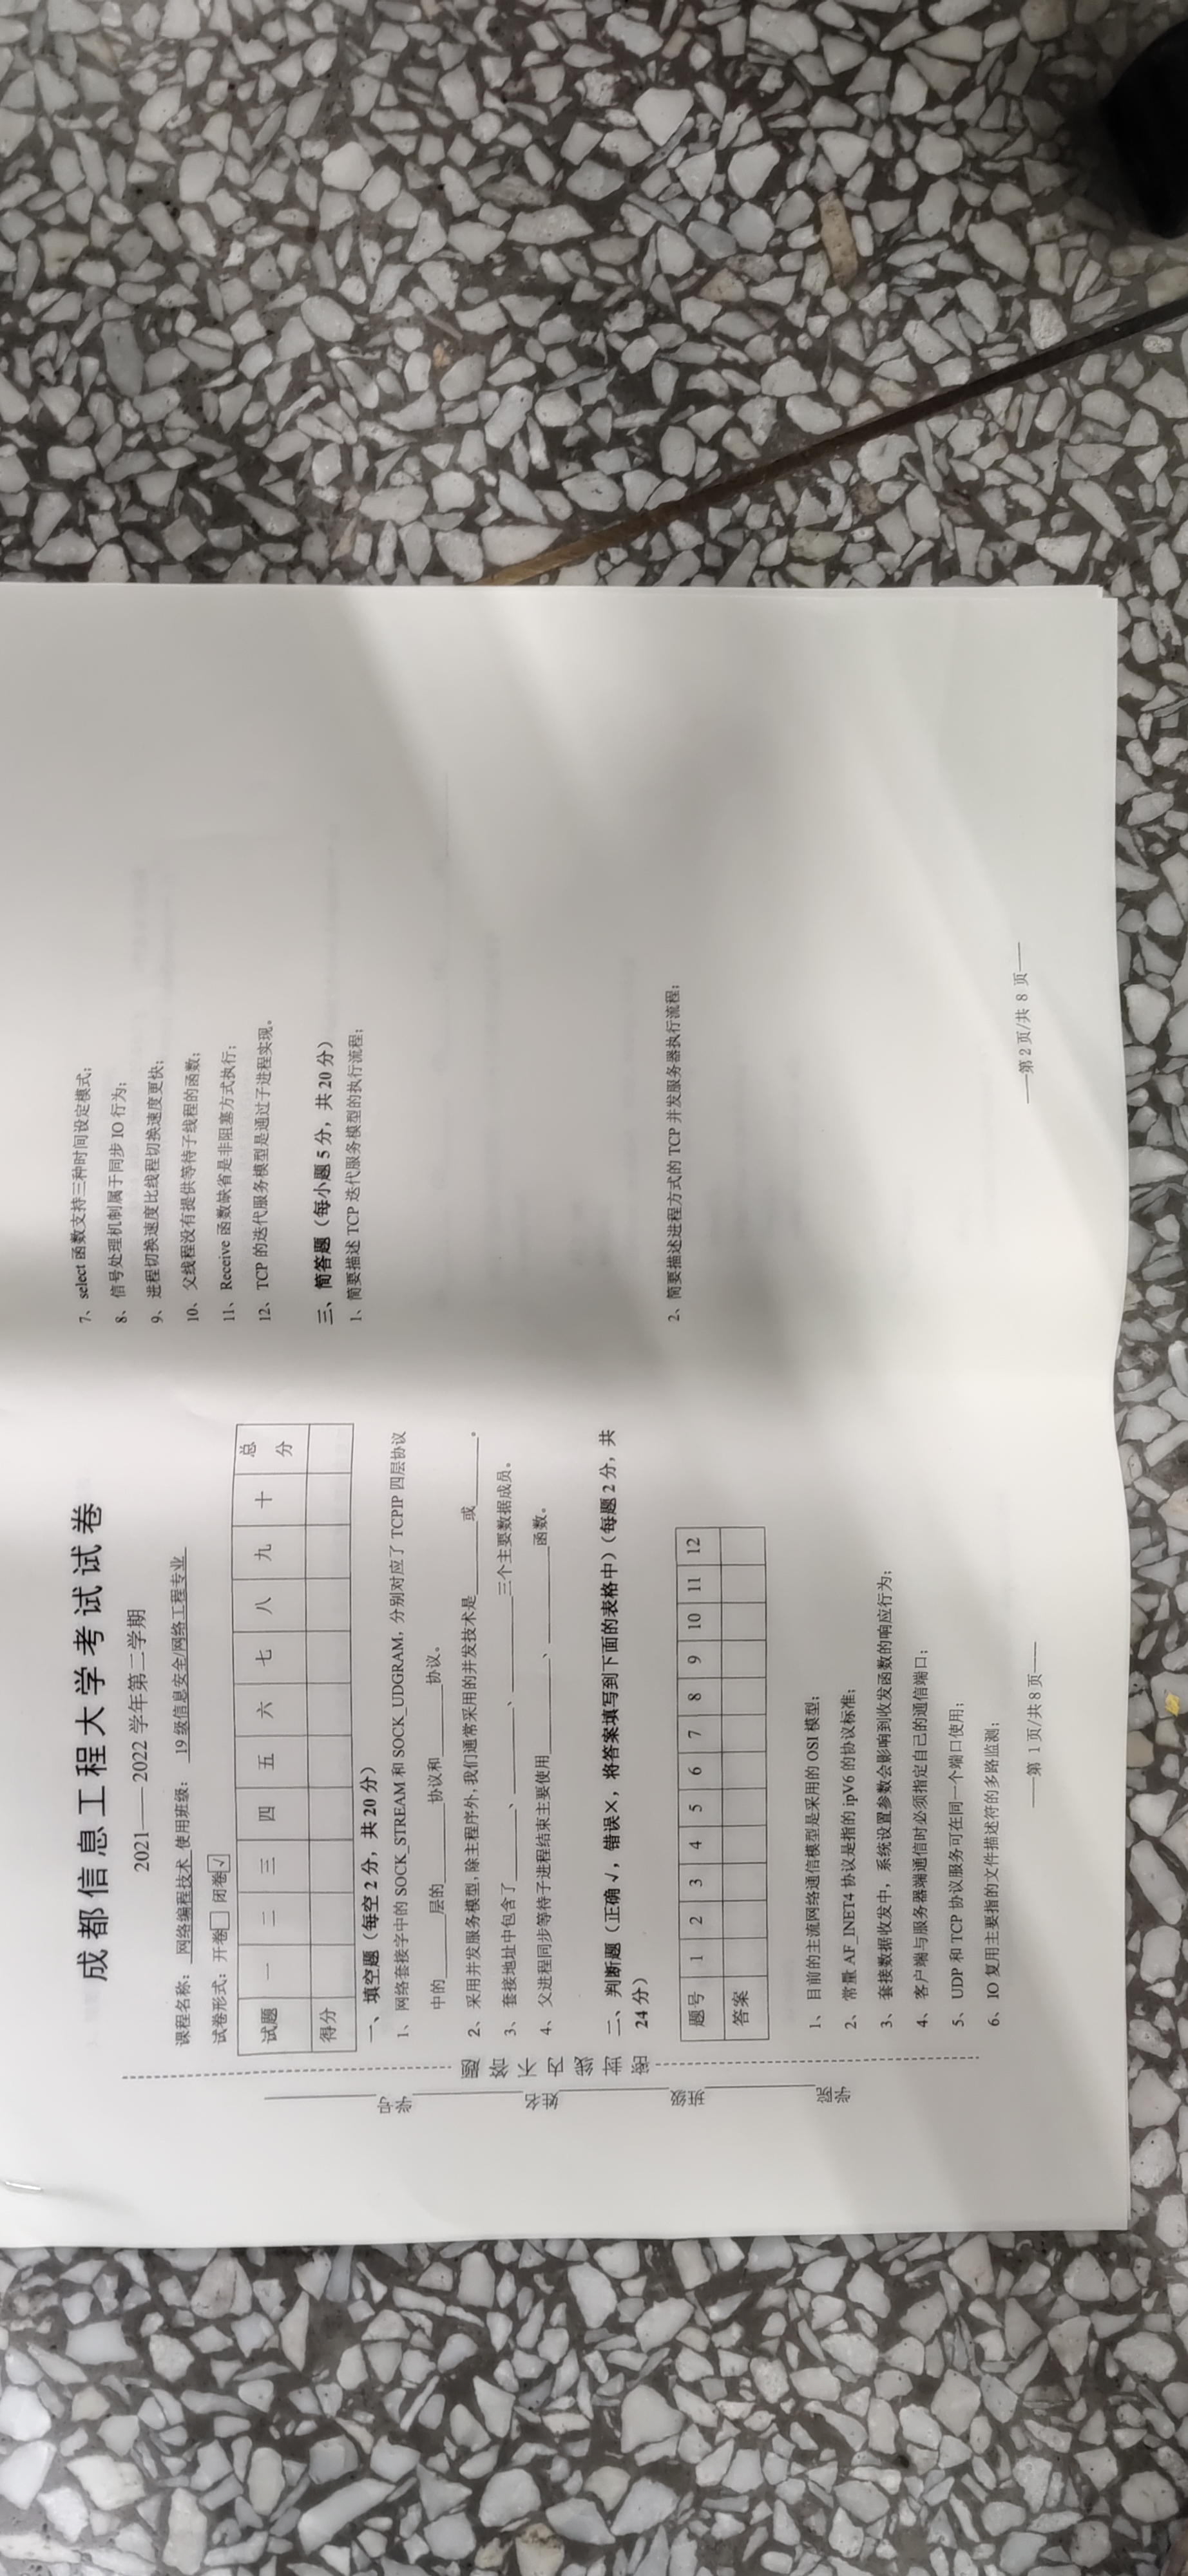 成都信息工程大学考试试卷
2021—— 2022 学年第二学期
课程名称： 网络编程技术 使用班级： 19 级信息安全/网络工程专业
试卷形式：开卷□ 闭卷√
试题 一 二 三 四 五 六 七 八 九 十 总分
得分
一、填空题（每空 2 分，共 20 分）
1、 网络套接字中的 SOCK_STREAM 和 SOCK_UDGRAM，分别对应了 TCPIP 四层协议
中的________层的__________协议和_________协议。
2、 采用并发服务模型，除主程序外，我们通常采用的并发技术是_________或_________。
3、 套接地址中包含了_________、___________、____________三个主要数据成员。
4、 父进程同步等待子进程结束主要使用____________、____________函数。
二、判断题（正确√，错误×，将答案填写到下面的表格中）（每题 2 分，共
24 分）
题号 1 2 3 4 5 6 7 8 9 10 11 12
答案
1、 目前的主流网络通信模型是采用的 OSI 模型；
2、 常量 AF_INET4 协议是指的 ipV6 的协议标准；
3、 套接数据收发中，系统设置参数会影响到收发函数的响应行为；
4、 客户端与服务器端通信时必须指定自己的通信端口；
5、 UDP 和 TCP 协议服务可在同一个端口使用；
6、 IO 复用主要指的文件描述符的多路监测；
——第 1 页/共 8 页——
学院________班级________姓名________学号________
密封线内不答题
7、 select 函数支持三种时间设定模式；
8、 信号处理机制属于同步 IO 行为；
9、 进程切换速度比线程切换速度更快；
10、 父线程没有提供等待子线程的函数；
11、 Receive 函数缺省是非阻塞方式执行；
12、 TCP 的迭代服务模型是通过子进程实现。
三、简答题（每小题 5 分，共 20 分）
1、简要描述 TCP 迭代服务模型的执行流程；
2、简要描述进程方式的 TCP 并发服务器执行流程；
——第 2 页/共 8 页——